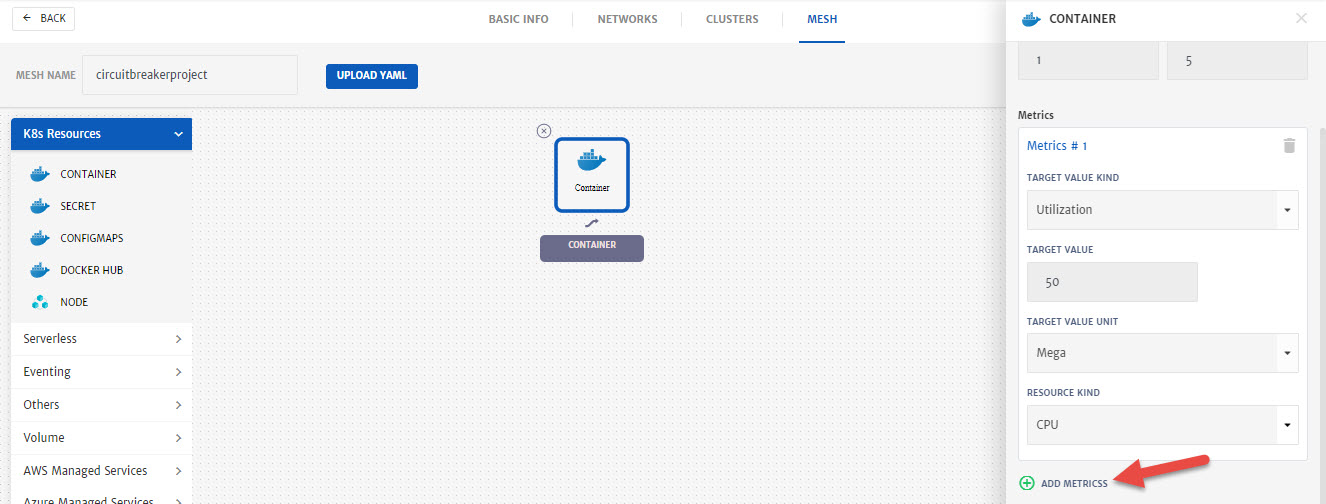 BACK
BASIC INFO
NETWORKS
CLUSTERS
MESH
MESH NAME
circuitbreakerproject
UPLOAD YAML
K8s Resources
CONTAINER
SECRET
CONFIGMAPS
DOCKER HUB
NODE
Serverless
Eventing
Others
Volume
AWS Managed Services
Azure Managed Services
Container
CONTAINER
CONTAINER
1
5
Metrics
Metrics # 1
TARGET VALUE KIND
Utilization
TARGET VALUE
50
TARGET VALUE UNIT
Mega
RESOURCE KIND
CPU
ADD METRICSS